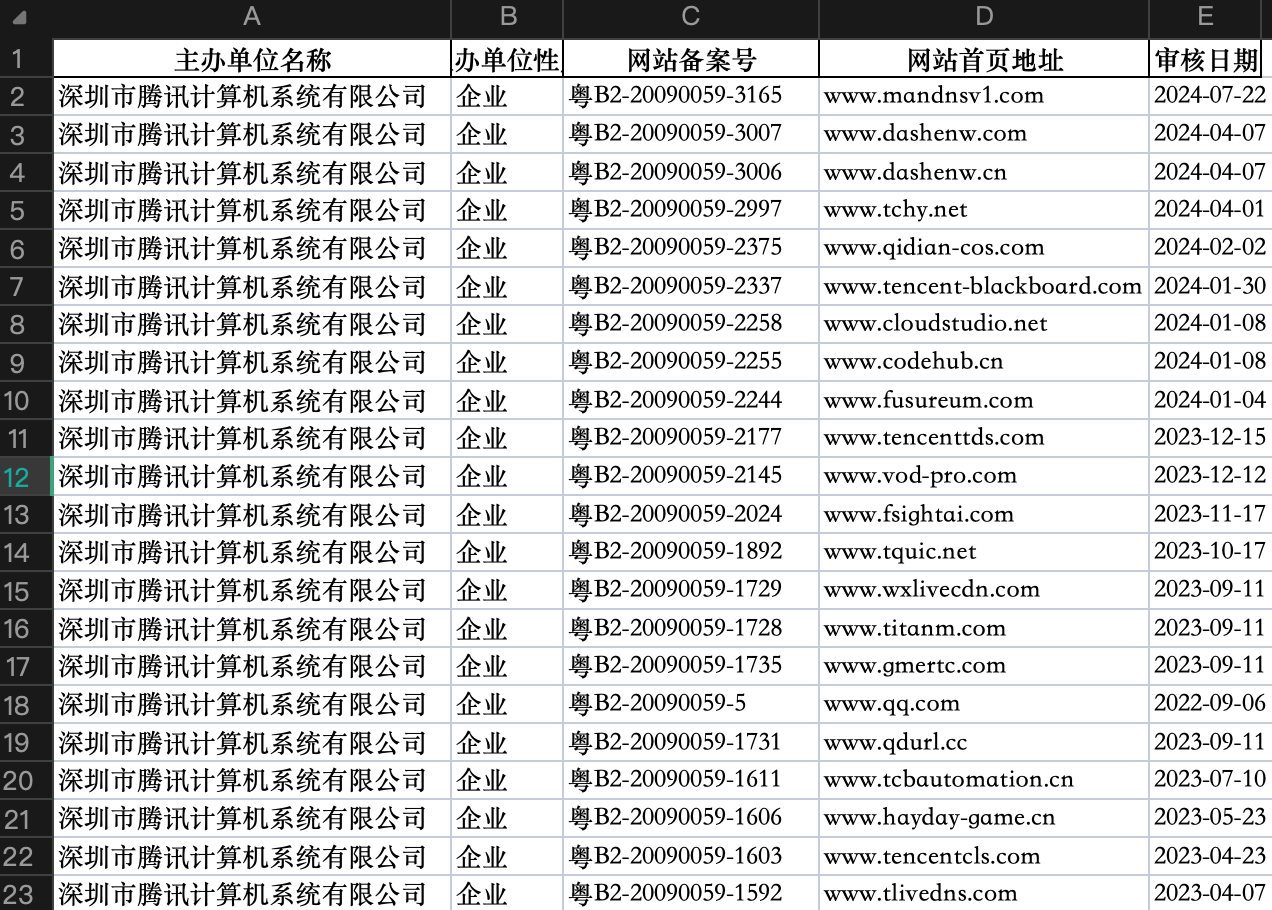 A B C D E
1 主办单位名称 办单位性 网站备案号 网站首页地址 审核日期
2 深圳市腾讯计算机系统有限公司 企业 粤B2-20090059-3165 www.mandnsv1.com 2024-07-22
3 深圳市腾讯计算机系统有限公司 企业 粤B2-20090059-3007 www.dashenw.com 2024-04-07
4 深圳市腾讯计算机系统有限公司 企业 粤B2-20090059-3006 www.dashenw.cn 2024-04-07
5 深圳市腾讯计算机系统有限公司 企业 粤B2-20090059-2997 www.tchy.net 2024-04-01
6 深圳市腾讯计算机系统有限公司 企业 粤B2-20090059-2375 www.qidian-cos.com 2024-02-02
7 深圳市腾讯计算机系统有限公司 企业 粤B2-20090059-2337 www.tencent-blackboard.com 2024-01-30
8 深圳市腾讯计算机系统有限公司 企业 粤B2-20090059-2258 www.cloudstudio.net 2024-01-08
9 深圳市腾讯计算机系统有限公司 企业 粤B2-20090059-2255 www.codehub.cn 2024-01-08
10 深圳市腾讯计算机系统有限公司 企业 粤B2-20090059-2244 www.fusureum.com 2024-01-04
11 深圳市腾讯计算机系统有限公司 企业 粤B2-20090059-2177 www.tencenttds.com 2023-12-15
12 深圳市腾讯计算机系统有限公司 企业 粤B2-20090059-2145 www.vod-pro.com 2023-12-12
13 深圳市腾讯计算机系统有限公司 企业 粤B2-20090059-2024 www.fsightai.com 2023-11-17
14 深圳市腾讯计算机系统有限公司 企业 粤B2-20090059-1892 www.tquic.net 2023-10-17
15 深圳市腾讯计算机系统有限公司 企业 粤B2-20090059-1729 www.wxlivecdn.com 2023-09-11
16 深圳市腾讯计算机系统有限公司 企业 粤B2-20090059-1728 www.titanm.com 2023-09-11
17 深圳市腾讯计算机系统有限公司 企业 粤B2-20090059-1735 www.gmertc.com 2023-09-11
18 深圳市腾讯计算机系统有限公司 企业 粤B2-20090059-5 www.qq.com 2022-09-06
19 深圳市腾讯计算机系统有限公司 企业 粤B2-20090059-1731 www.qdurl.cc 2023-09-11
20 深圳市腾讯计算机系统有限公司 企业 粤B2-20090059-1611 www.tcbautomation.cn 2023-07-10
21 深圳市腾讯计算机系统有限公司 企业 粤B2-20090059-1606 www.hayday-game.cn 2023-05-23
22 深圳市腾讯计算机系统有限公司 企业 粤B2-20090059-1603 www.tencentcls.com 2023-04-23
23 深圳市腾讯计算机系统有限公司 企业 粤B2-20090059-1592 www.tlivedns.com 2023-04-07